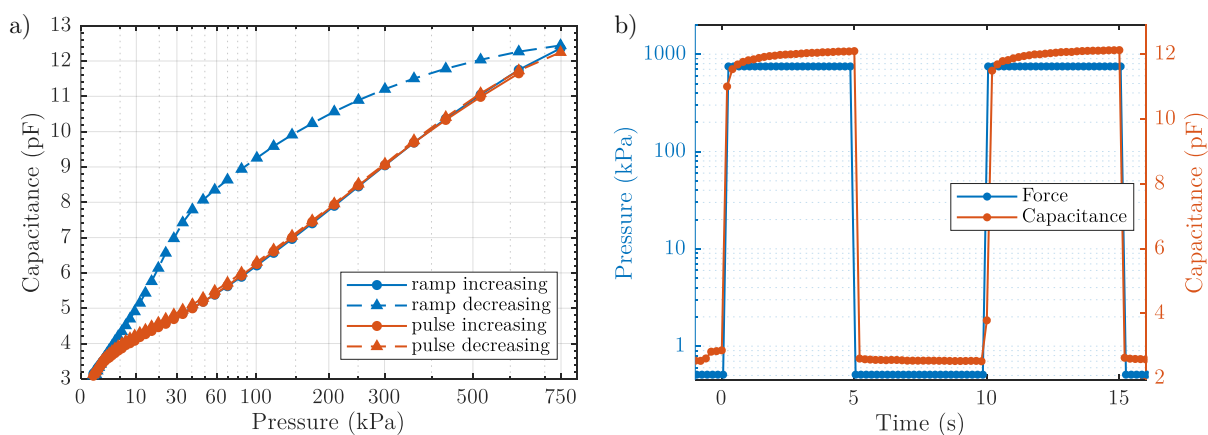 a)
13
12
11
10
9
8
7
6
5
4
3
Capacitance (pF)
0 10 30 60 100 200 300 500 750
Pressure (kPa)
ramp increasing
ramp decreasing
pulse increasing
pulse decreasing
b)
1000
100
10
1
Pressure (kPa)
0 5 10 15
Time (s)
12
10
8
6
4
2
Capacitance (pF)
Force
Capacitance